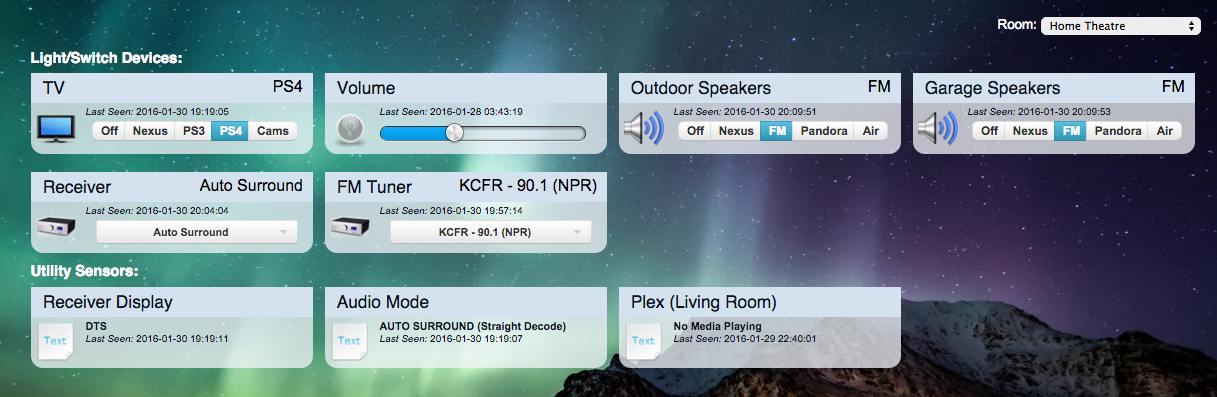 Room: Home Theatre
Light/Switch Devices:
TV PS4
Last Seen: 2016-01-30 19:19:05
Off Nexus PS3 PS4 Cams
Volume
Last Seen: 2016-01-28 03:43:19
Outdoor Speakers FM
Last Seen: 2016-01-30 20:09:51
Off Nexus FM Pandora Air
Garage Speakers FM
Last Seen: 2016-01-30 20:09:53
Off Nexus FM Pandora Air
Receiver Auto Surround
Last Seen: 2016-01-30 20:04:04
Auto Surround
FM Tuner KCFR - 90.1 (NPR)
Last Seen: 2016-01-30 19:57:14
KCFR - 90.1 (NPR)
Utility Sensors:
Receiver Display
Text
DTS
Last Seen: 2016-01-30 19:19:11
Audio Mode
Text
AUTO SURROUND (Straight Decode)
Last Seen: 2016-01-30 19:19:07
Plex (Living Room)
Text
No Media Playing
Last Seen: 2016-01-29 22:40:01